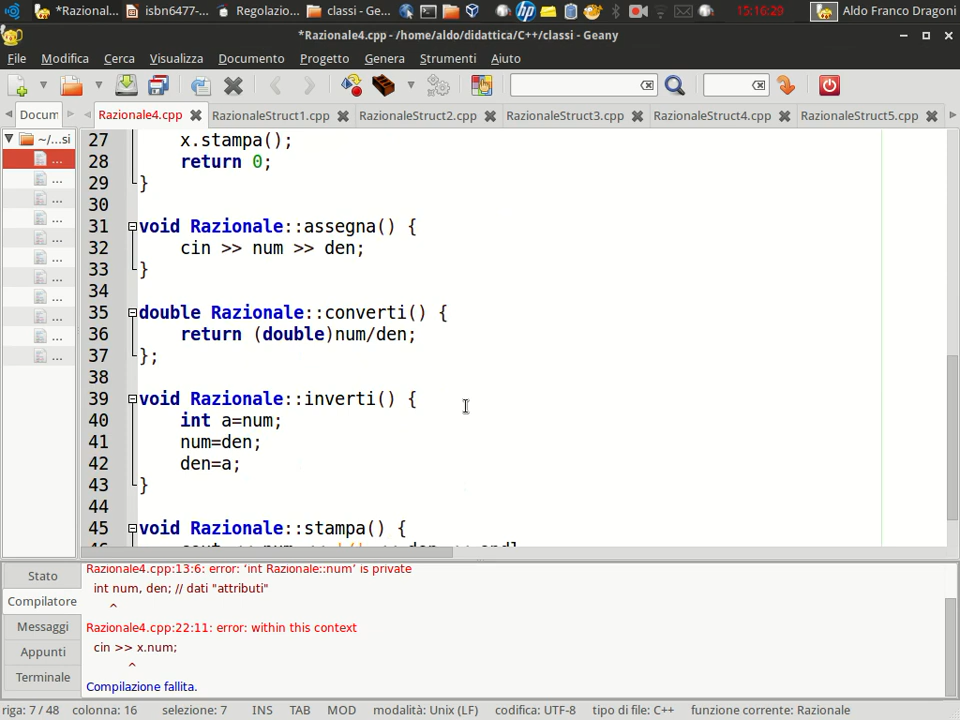 *Razional...
isbn6477-...
Regolazio...
classi - Ge...
15:16:29
Aldo Franco Dragoni
*Razionale4.cpp - /home/aldo/didattica/C++/classi - Geany
File Modifica Cerca Visualizza Documento Progetto Genera Strumenti Aiuto
Docum
Razionale4.cpp RazionaleStruct1.cpp RazionaleStruct2.cpp RazionaleStruct3.cpp RazionaleStruct4.cpp RazionaleStruct5.cpp
~/...si
...
...
...
...
...
...
...
...
...
...
...
27 x.stampa();
28 return 0;
29 }
30
31 void Razionale::assegna() {
32 cin >> num >> den;
33 }
34
35 double Razionale::converti() {
36 return (double)num/den;
37 };
38
39 void Razionale::inverti() {
40 int a=num;
41 num=den;
42 den=a;
43 }
44
45 void Razionale::stampa() {
Stato
Compilatore
Messaggi
Appunti
Terminale
Razionale4.cpp:13:6: error: ‘int Razionale::num’ is private
int num, den; // dati "attributi"
^
Razionale4.cpp:22:11: error: within this context
cin >> x.num;
^
Compilazione fallita.
riga: 7 / 48 colonna: 16 selezione: 7 INS TAB MOD modalità: Unix (LF) codifica: UTF-8 tipo di file: C++ funzione corrente: Razionale